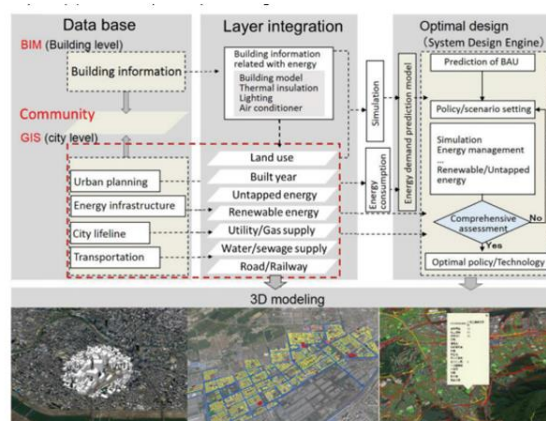 Data base
BIM (Building level)
Building information
Community
GIS (city level)
Urban planning
Energy infrastructure
City lifeline
Transportation
Layer integration
Building information
related with energy
Building model
Thermal insulation
Lighting
Air conditioner
Land use
Built year
Untapped energy
Renewable energy
Utility/Gas supply
Water/sewage supply
Road/Railway
Simulation
Energy consumption
Energy demand prediction model
Optimal design
(System Design Engine)
Prediction of BAU
Policy/scenario setting
Simulation
Energy management
...
Renewable/Untapped
energy
Comprehensive
assessment
No
Yes
Optimal policy/Technology
3D modeling